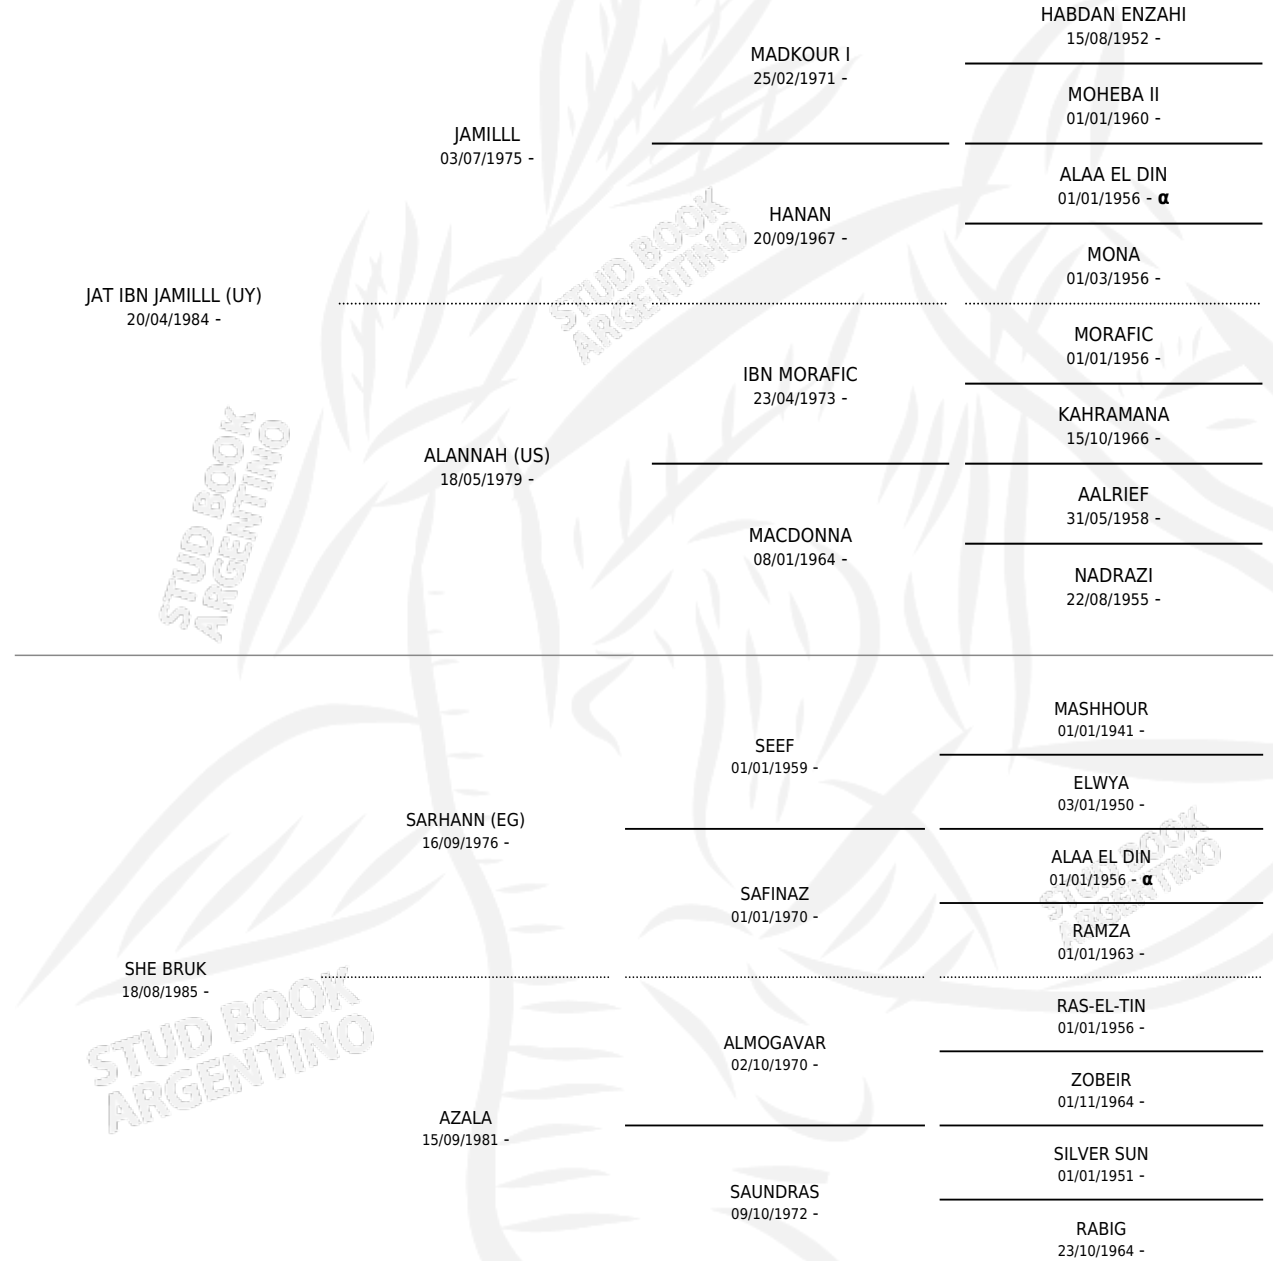 HABDAN ENZAHI
15/08/1952 -
MADKOUR I
25/02/1971 -
MOHEBA II
01/01/1960 -
JAMILLL
03/07/1975 -
ALAA EL DIN
01/01/1956 - α
HANAN
20/09/1967 -
MONA
01/03/1956 -
JAT IBN JAMILLL (UY)
20/04/1984 -
MORAFIC
01/01/1956 -
IBN MORAFIC
23/04/1973 -
KAHRAMANA
15/10/1966 -
ALANNAH (US)
18/05/1979 -
AALRIEF
31/05/1958 -
MACDONNA
08/01/1964 -
NADRAZI
22/08/1955 -
MASHHOUR
01/01/1941 -
SEEF
01/01/1959 -
ELWYA
03/01/1950 -
SARHANN (EG)
16/09/1976 -
ALAA EL DIN
01/01/1956 - α
SAFINAZ
01/01/1970 -
RAMZA
01/01/1963 -
SHE BRUK
18/08/1985 -
RAS-EL-TIN
01/01/1956 -
ALMOGAVAR
02/10/1970 -
ZOBEIR
01/11/1964 -
AZALA
15/09/1981 -
SILVER SUN
01/01/1951 -
SAUNDRAS
09/10/1972 -
RABIG
23/10/1964 -
STUD BOOK
ARGENTINO
STUD BOOK
ARGENTINO
STUD BOOK
ARGENTINO
STUD BOOK
ARGENTINO